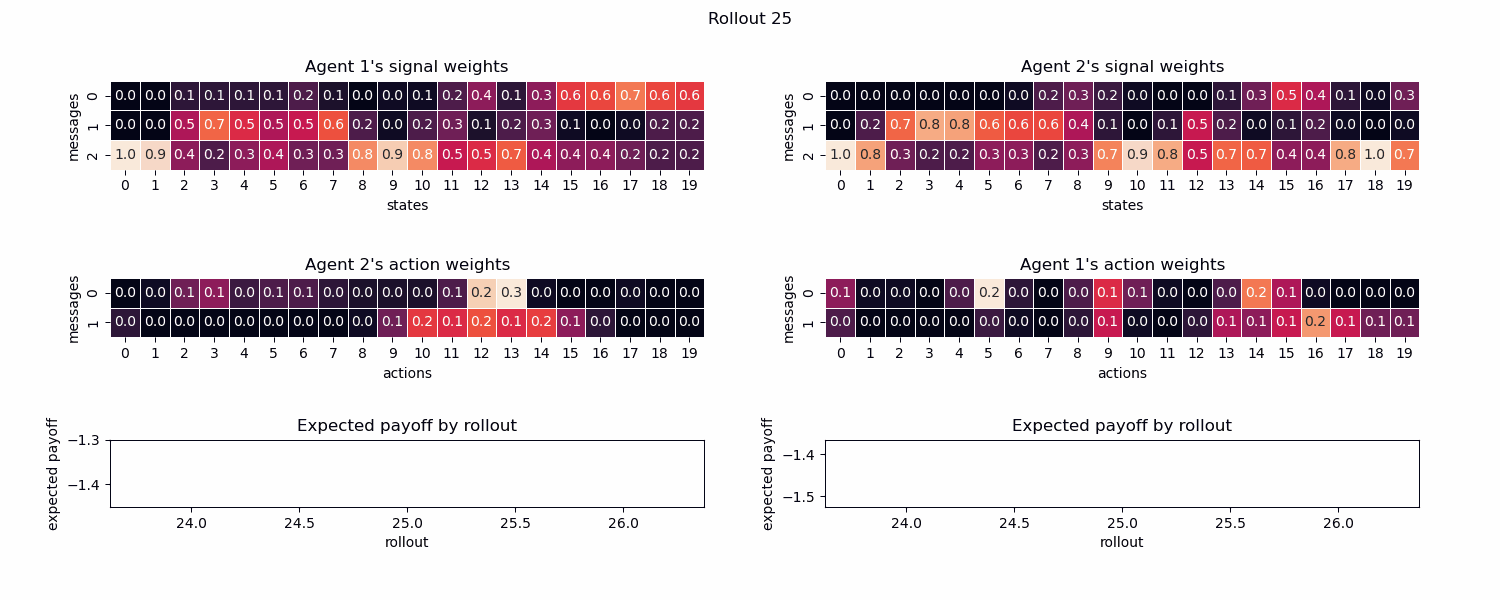 Rollout 25
Agent 1's signal weights
messages
0 0.0 0.0 0.1 0.1 0.1 0.1 0.2 0.1 0.0 0.0 0.1 0.2 0.4 0.1 0.3 0.6 0.6 0.7 0.6 0.6
1 0.0 0.0 0.5 0.7 0.5 0.5 0.5 0.6 0.2 0.0 0.2 0.3 0.1 0.2 0.3 0.1 0.0 0.0 0.2 0.2
2 1.0 0.9 0.4 0.2 0.3 0.4 0.3 0.3 0.8 0.9 0.8 0.5 0.5 0.7 0.4 0.4 0.4 0.2 0.2 0.2
0 1 2 3 4 5 6 7 8 9 10 11 12 13 14 15 16 17 18 19
states
Agent 2's signal weights
messages
0 0.0 0.0 0.0 0.0 0.0 0.0 0.0 0.2 0.3 0.2 0.0 0.0 0.0 0.1 0.3 0.5 0.4 0.1 0.0 0.3
1 0.0 0.2 0.7 0.8 0.8 0.6 0.6 0.6 0.4 0.1 0.0 0.1 0.5 0.2 0.0 0.1 0.2 0.0 0.0 0.0
2 1.0 0.8 0.3 0.2 0.2 0.3 0.3 0.2 0.3 0.7 0.9 0.8 0.5 0.7 0.7 0.4 0.4 0.8 1.0 0.7
0 1 2 3 4 5 6 7 8 9 10 11 12 13 14 15 16 17 18 19
states
Agent 2's action weights
messages
0 0.0 0.0 0.1 0.1 0.0 0.1 0.1 0.0 0.0 0.0 0.0 0.1 0.2 0.3 0.0 0.0 0.0 0.0 0.0 0.0
1 0.0 0.0 0.0 0.0 0.0 0.0 0.0 0.0 0.0 0.1 0.2 0.1 0.2 0.1 0.2 0.1 0.0 0.0 0.0 0.0
0 1 2 3 4 5 6 7 8 9 10 11 12 13 14 15 16 17 18 19
actions
Agent 1's action weights
messages
0 0.1 0.0 0.0 0.0 0.0 0.2 0.0 0.0 0.0 0.1 0.1 0.0 0.0 0.0 0.2 0.1 0.0 0.0 0.0 0.0
1 0.0 0.0 0.0 0.0 0.0 0.0 0.0 0.0 0.0 0.1 0.0 0.0 0.0 0.1 0.1 0.1 0.2 0.1 0.1 0.1
0 1 2 3 4 5 6 7 8 9 10 11 12 13 14 15 16 17 18 19
actions
Expected payoff by rollout
expected payoff
−1.3
−1.4
24.0 24.5 25.0 25.5 26.0
rollout
Expected payoff by rollout
expected payoff
−1.4
−1.5
24.0 24.5 25.0 25.5 26.0
rollout